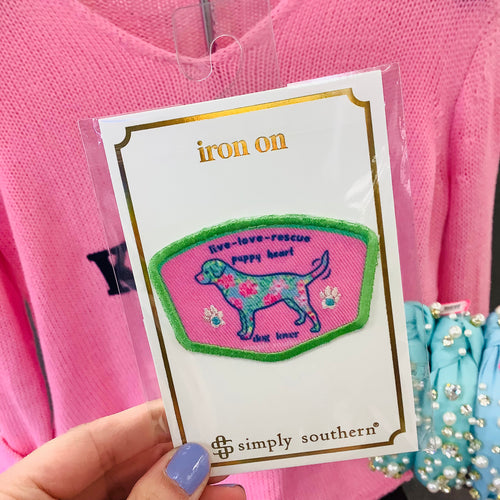 iron on
live-love-rescue
puppy heart
dog lover
simply southern®